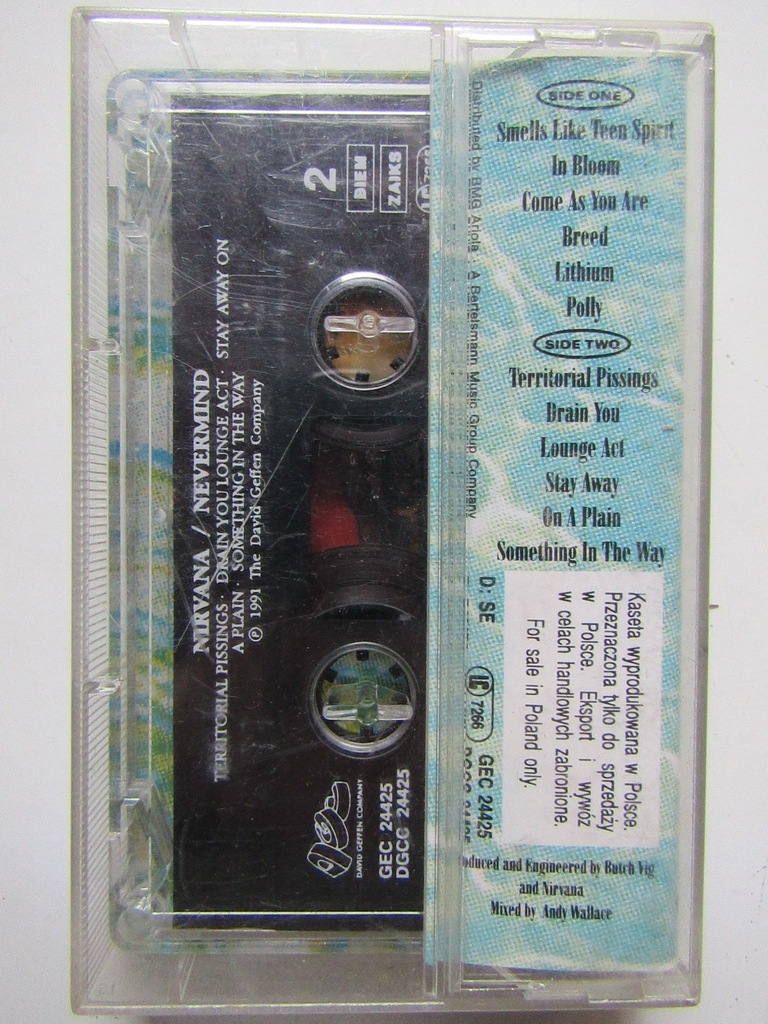 SIDE ONE
Smells Like Teen Spirit
In Bloom
Come As You Are
Breed
Lithium
Polly
SIDE TWO
Territorial Pissings
Drain You
Lounge Act
Stay Away
On A Plain
Something In The Way
Kaseta wyprodukowana w Polsce.
Przeznaczona tylko do sprzedaży
w Polsce. Eksport i wywóz
w celach handlowych zabronione.
For sale in Poland only.
and Engineered by Butch Vig
and Nirvana
Mixed by Andy Wallace
Distributed by BMG Ariola · A Bertelsmann Music Group Company
D: SE
LC 7266
GEC 24425
2
BIEM
ZAIKS
NIRVANA / NEVERMIND
TERRITORIAL PISSINGS · DRAIN YOU LOUNGE ACT · STAY AWAY ON
A PLAIN · SOMETHING IN THE WAY
℗ 1991 The David Geffen Company
DAVID GEFFEN COMPANY
GEC 24425
DGCC 24425